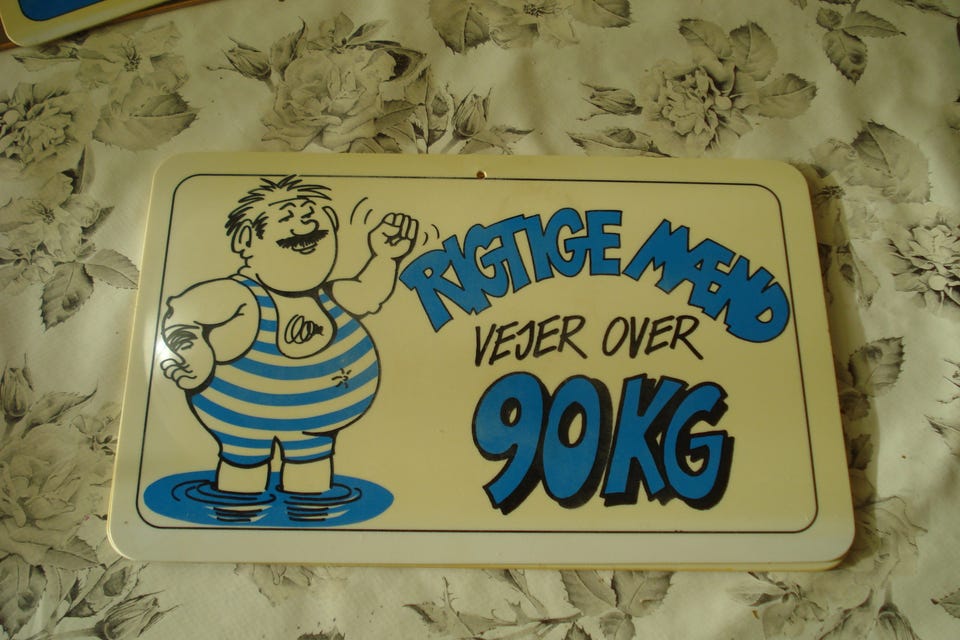 RIGTIGE MÆND
VEJER OVER
90KG